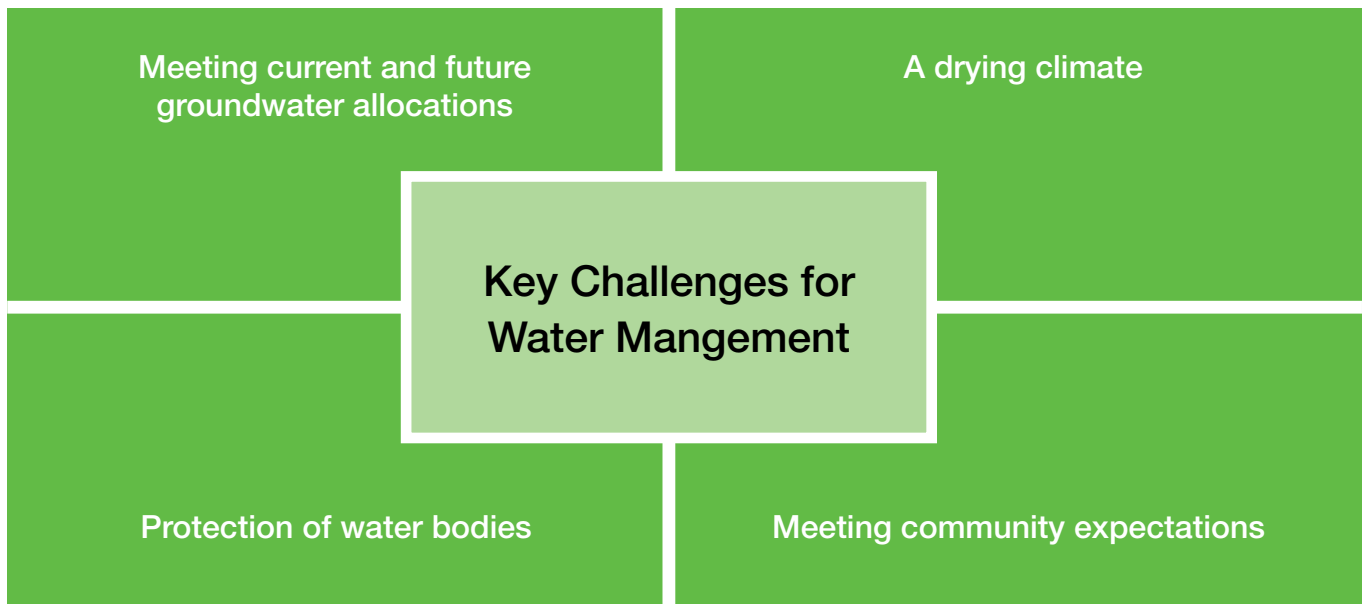 Meeting current and future
groundwater allocations
A drying climate
Key Challenges for
Water Mangement
Protection of water bodies
Meeting community expectations